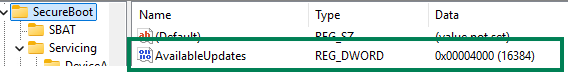 SecureBoot
SBAT
Servicing
Name Type Data
(Default) REG_SZ (value not set)
AvailableUpdates REG_DWORD 0x00004000 (16384)